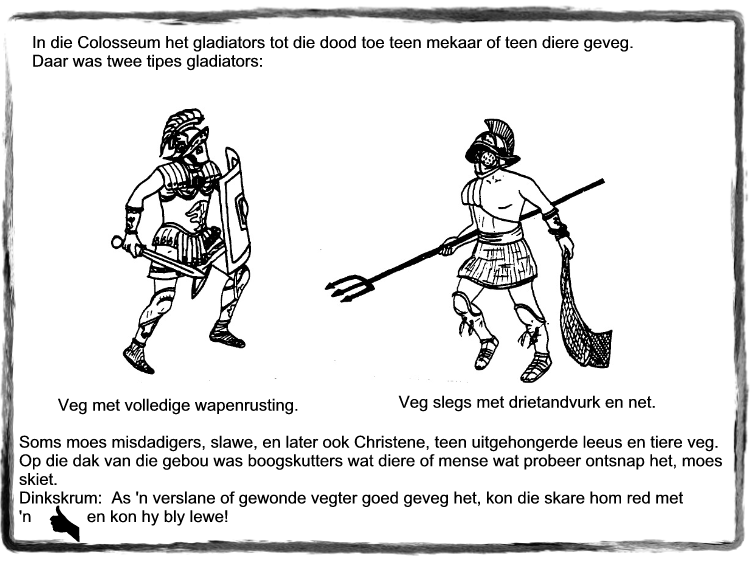 In die Colosseum het gladiators tot die dood toe teen mekaar of teen diere geveg.
Daar was twee tipes gladiators:
Veg met volledige wapenrusting.
Veg slegs met drietandvurk en net.
Soms moes misdadigers, slawe, en later ook Christene, teen uitgehongerde leeus en tiere veg.
Op die dak van die gebou was boogskutters wat diere of mense wat probeer ontsnap het, moes
skiet.
Dinkskrum:  As 'n verslane of gewonde vegter goed geveg het, kon die skare hom red met
'n en kon hy bly lewe!